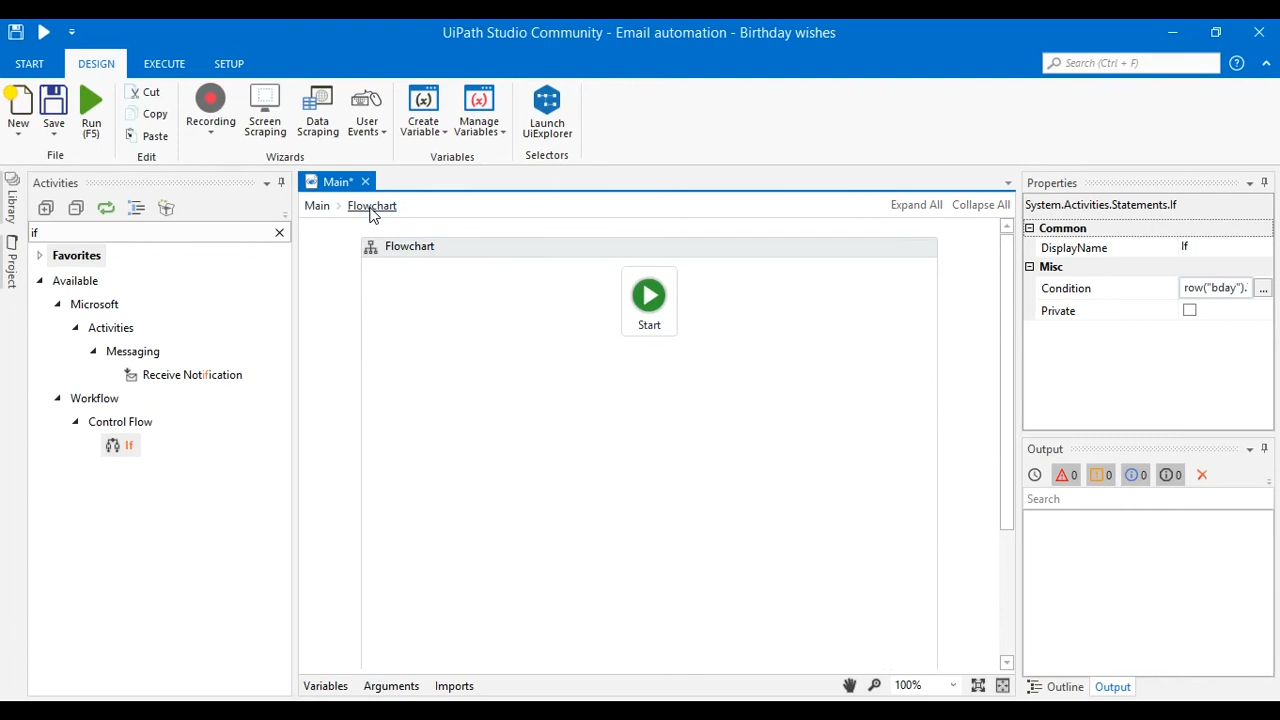 UiPath Studio Community - Email automation - Birthday wishes
START DESIGN EXECUTE SETUP
Search (Ctrl + F)
New Save Run (F5)
Cut
Copy
Paste
Recording Screen Scraping Data Scraping User Events
Create Variable Manage Variables
Launch UiExplorer
File Edit Wizards Variables Selectors
Library
Project
Activities
if
Favorites
Available
Microsoft
Activities
Messaging
Receive Notification
Workflow
Control Flow
If
Main*
Main > Flowchart
Expand All Collapse All
Flowchart
Start
Variables Arguments Imports
100%
Properties
System.Activities.Statements.If
Common
DisplayName If
Misc
Condition row("bday").
Private
Output
0 0 0 0
Search
Outline Output